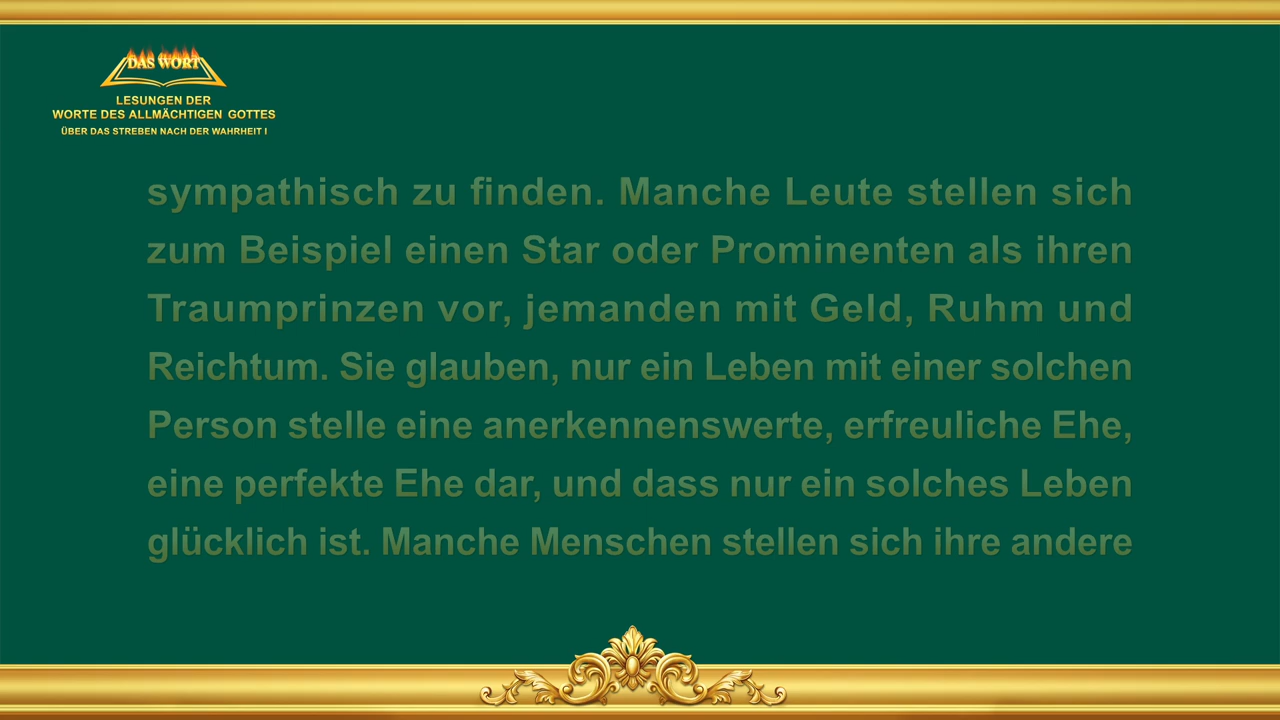 DAS WORT
LESUNGEN DER
WORTE DES ALLMÄCHTIGEN GOTTES
ÜBER DAS STREBEN NACH DER WAHRHEIT I
sympathisch zu finden. Manche Leute stellen sich
zum Beispiel einen Star oder Prominenten als ihren
Traumprinzen vor, jemanden mit Geld, Ruhm und
Reichtum. Sie glauben, nur ein Leben mit einer solchen
Person stelle eine anerkennenswerte, erfreuliche Ehe,
eine perfekte Ehe dar, und dass nur ein solches Leben
glücklich ist. Manche Menschen stellen sich ihre andere